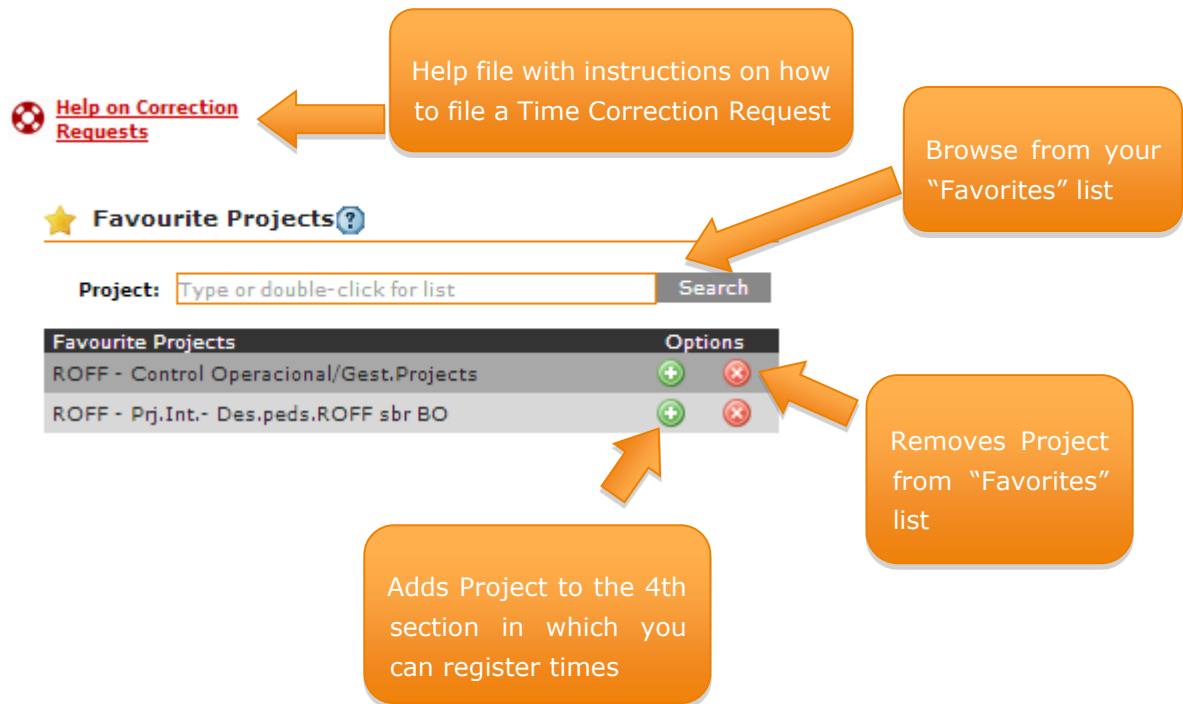 Help file with instructions on how
to file a Time Correction Request
Help on Correction
Requests
Browse from your
“Favorites” list
Favourite Projects
Project: Type or double-click for list Search
Favourite Projects Options
ROFF - Control Operacional/Gest.Projects
ROFF - Prj.Int.- Des.peds.ROFF sbr BO
Removes Project
from “Favorites”
list
Adds Project to the 4th
section in which you
can register times